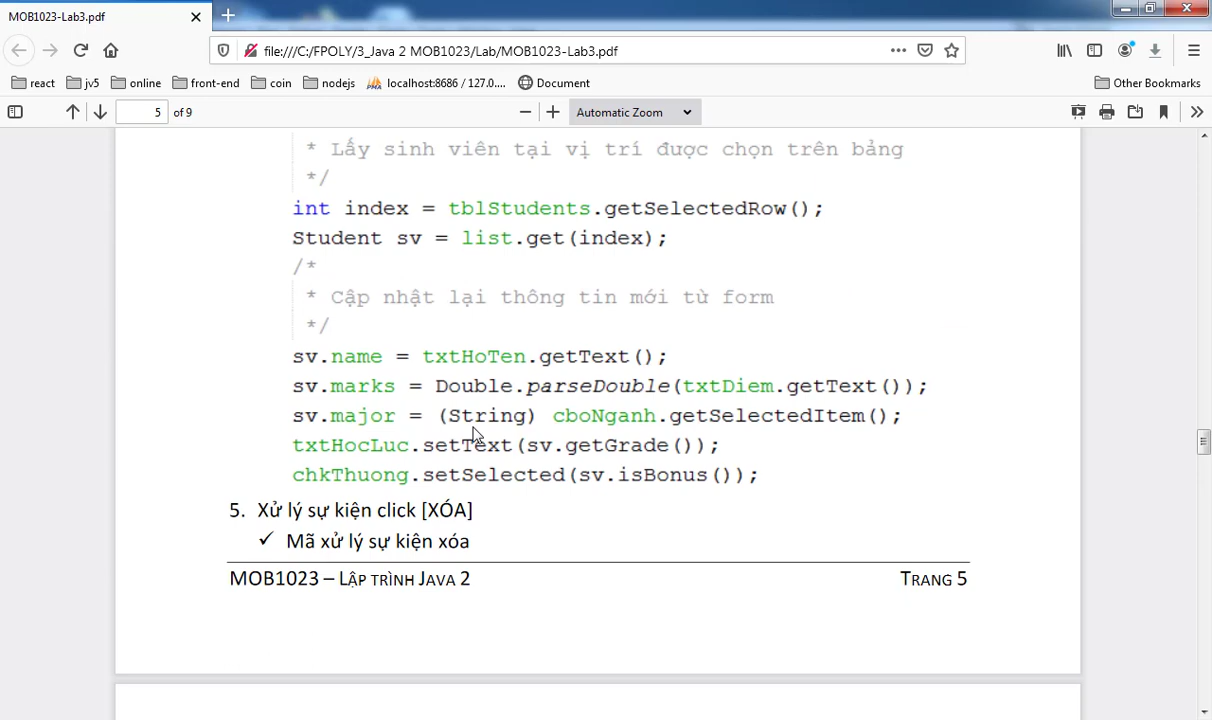 MOB1023-Lab3.pdf
file:///C:/FPOLY/3_Java 2 MOB1023/Lab/MOB1023-Lab3.pdf
react jv5 online front-end coin nodejs localhost:8686 / 127.0.... Document Other Bookmarks
5 of 9 Automatic Zoom
* Lấy sinh viên tại vị trí được chọn trên bảng
*/
int index = tblStudents.getSelectedRow();
Student sv = list.get(index);
/*
* Cập nhật lại thông tin mới từ form
*/
sv.name = txtHoTen.getText();
sv.marks = Double.parseDouble(txtDiem.getText());
sv.major = (String) cboNganh.getSelectedItem();
txtHocLuc.setText(sv.getGrade());
chkThuong.setSelected(sv.isBonus());
5. Xử lý sự kiện click [XÓA]
✓ Mã xử lý sự kiện xóa
MOB1023 – LẬP TRÌNH JAVA 2 TRANG 5